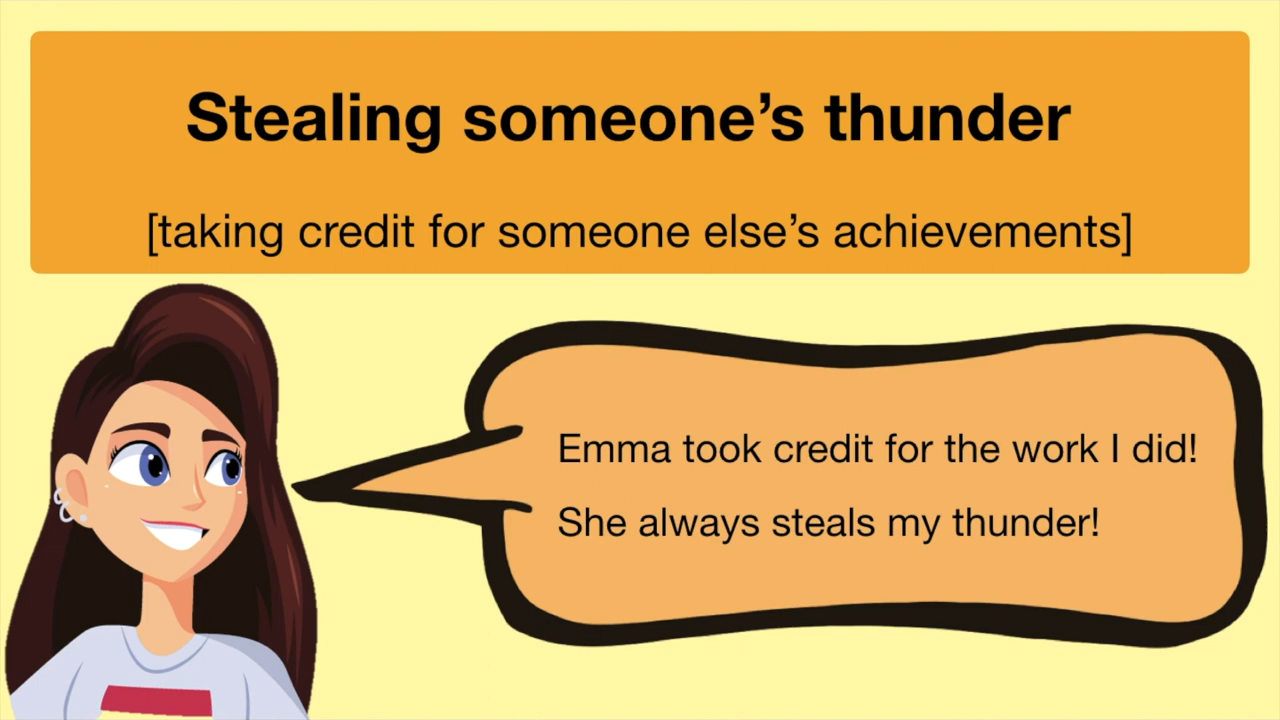 Stealing someone’s thunder
[taking credit for someone else’s achievements]
Emma took credit for the work I did!
She always steals my thunder!